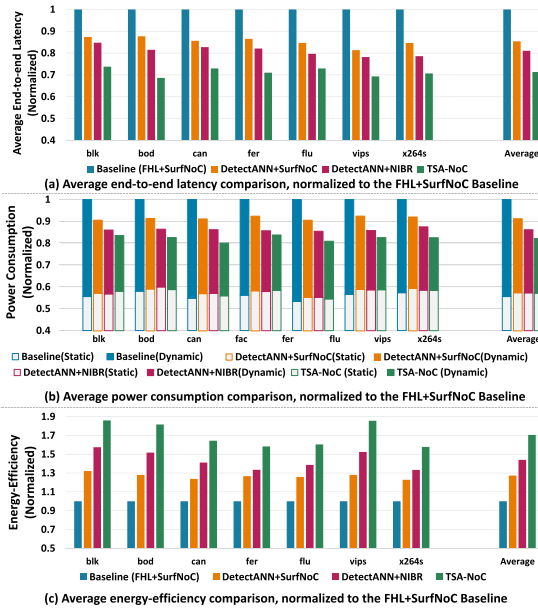 Average End-to-end Latency
(Normalized)
1
0.9
0.8
0.7
0.6
0.5
0.4
blk bod can fer flu vips x264s Average
Baseline (FHL+SurfNoC) DetectANN+SurfNoC DetectANN+NIBR TSA-NoC
(a) Average end-to-end latency comparison, normalized to the FHL+SurfNoC Baseline
Power Consumption
(Normalized)
1
0.9
0.8
0.7
0.6
0.5
0.4
blk bod can fac fer flu vips x264s Average
Baseline(Static) Baseline(Dynamic) DetectANN+SurfNoC(Static) DetectANN+SurfNoC(Dynamic)
DetectANN+NIBR(Static) DetectANN+NIBR(Dynamic) TSA-NoC (Static) TSA-NoC (Dynamic)
(b) Average power consumption comparison, normalized to the FHL+SurfNoC Baseline
Energy-Efficiency
(Normalized)
1.9
1.7
1.5
1.3
1.1
0.9
0.7
0.5
blk bod can fer flu vips x264s Average
Baseline (FHL+SurfNoC) DetectANN+SurfNoC DetectANN+NIBR TSA-NoC
(c) Average energy-efficiency comparison, normalized to the FHL+SurfNoC Baseline